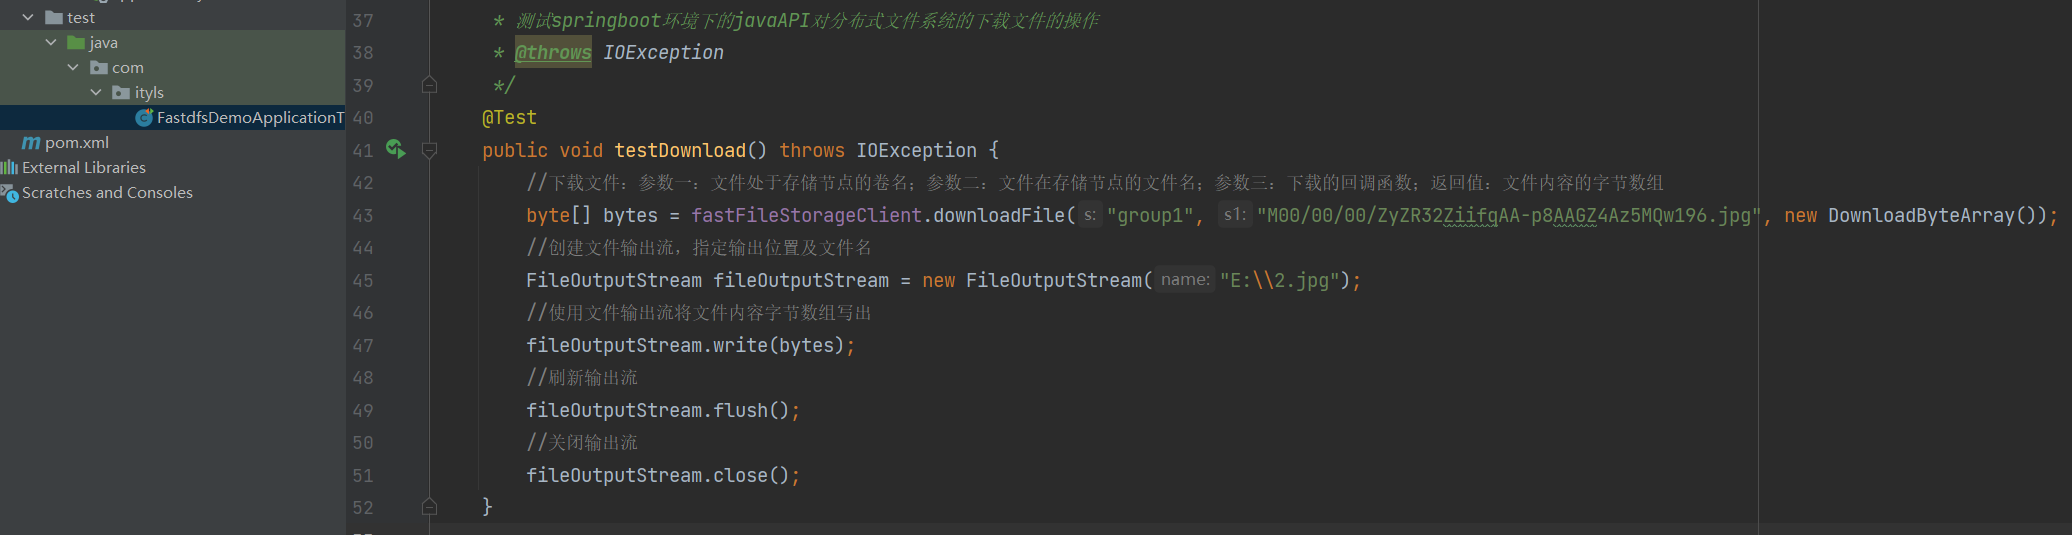 test
java
com
ityls
FastdfsDemoApplicationT
pom.xml
External Libraries
Scratches and Consoles
37 * 测试springboot环境下的javaAPI对分布式文件系统的下载文件的操作
38 * @throws IOException
39 */
40 @Test
41 public void testDownload() throws IOException {
42 //下载文件：参数一：文件处于存储节点的卷名；参数二：文件在存储节点的文件名；参数三：下载的回调函数；返回值：文件内容的字节数组
43 byte[] bytes = fastFileStorageClient.downloadFile( s: "group1", s1: "M00/00/00/ZyZR32ZiifqAA-p8AAGZ4Az5MQw196.jpg", new DownloadByteArray());
44 //创建文件输出流，指定输出位置及文件名
45 FileOutputStream fileOutputStream = new FileOutputStream( name: "E:\\2.jpg");
46 //使用文件输出流将文件内容字节数组写出
47 fileOutputStream.write(bytes);
48 //刷新输出流
49 fileOutputStream.flush();
50 //关闭输出流
51 fileOutputStream.close();
52 }